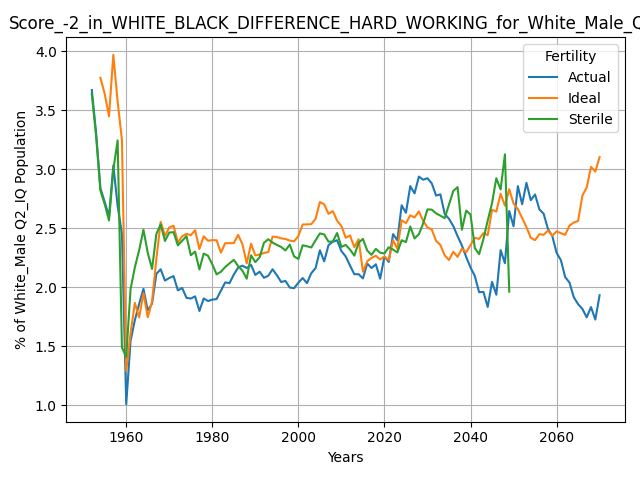 Score_-2_in_WHITE_BLACK_DIFFERENCE_HARD_WORKING_for_White_Male_Q
Fertility
Actual
Ideal
Sterile
% of White_Male Q2_IQ Population
4.0
3.5
3.0
2.5
2.0
1.5
1.0
1960 1980 2000 2020 2040 2060
Years